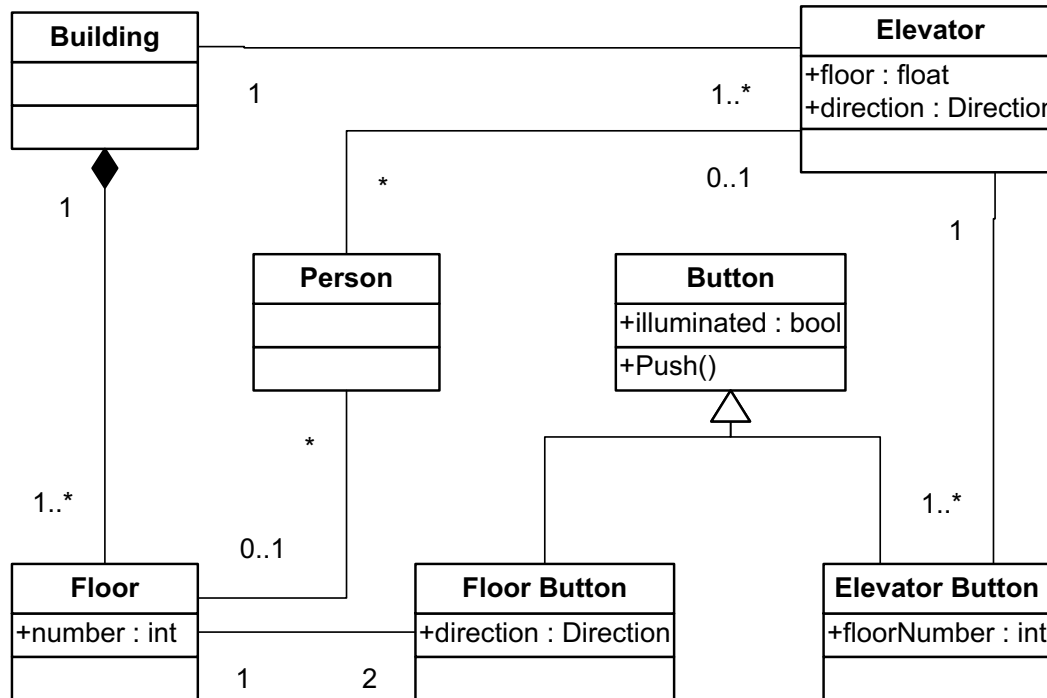 Building
Elevator
+floor : float
+direction : Direction
1
1..*
*
0..1
1
1
Person
Button
+illuminated : bool
+Push()
*
1..*
0..1
1..*
Floor
+number : int
Floor Button
+direction : Direction
Elevator Button
+floorNumber : int
1
2